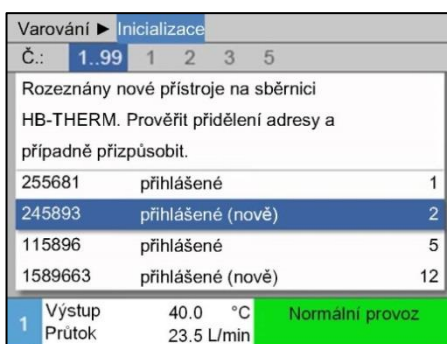 Varování ► Inicializace
Č.: 1..99 1 2 3 5
Rozeznány nové přístroje na sběrnici
HB-THERM. Prověřit přidělení adresy a
případně přizpůsobit.
255681 přihlášené 1
245893 přihlášené (nově) 2
115896 přihlášené 5
1589663 přihlášené (nově) 12
1 Výstup 40.0 °C Normální provoz
Průtok 23.5 L/min